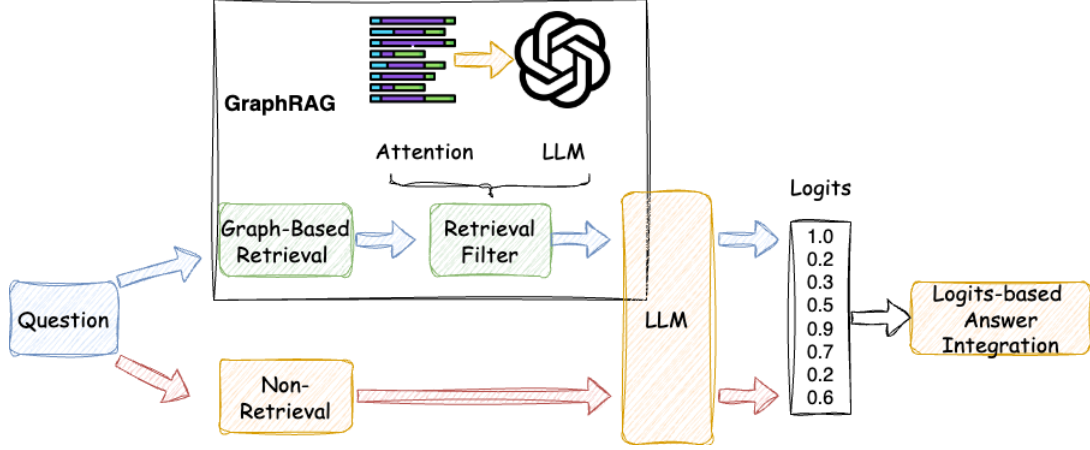 GraphRAG
Attention
LLM
Graph-Based
Retrieval
Retrieval
Filter
Question
Non-
Retrieval
LLM
Logits
1.0
0.2
0.3
0.5
0.9
0.7
0.2
0.6
Logits-based
Answer
Integration